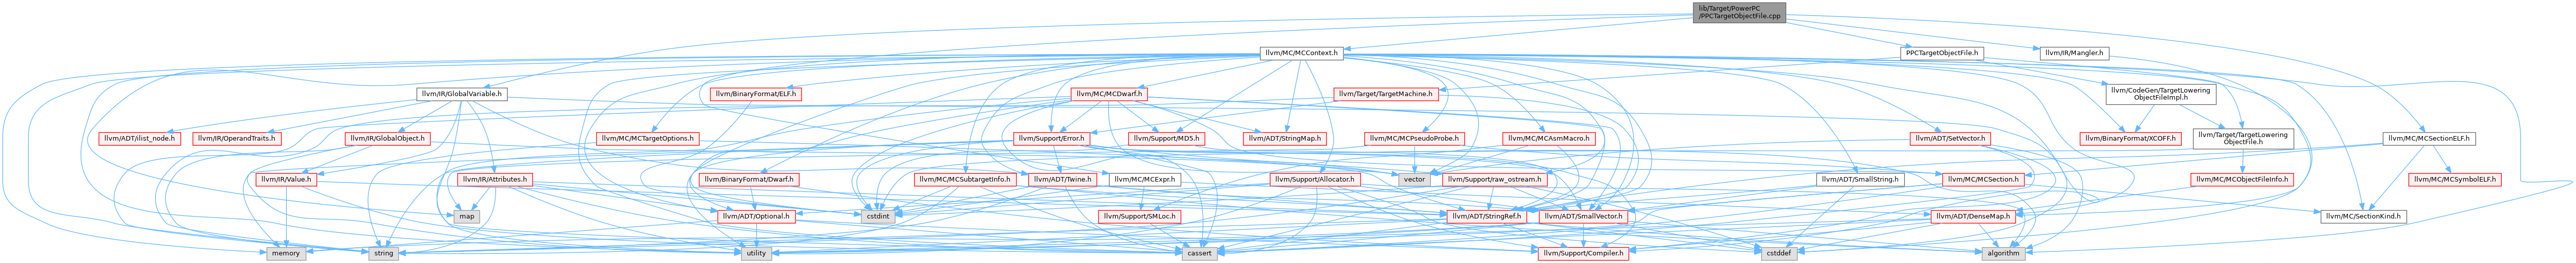 lib/Target/PowerPC
/PPCTargetObjectFile.cpp
llvm/MC/MCContext.h
PPCTargetObjectFile.h
llvm/IR/Mangler.h
llvm/IR/GlobalVariable.h
llvm/BinaryFormat/ELF.h
llvm/MC/MCDwarf.h
llvm/Target/TargetMachine.h
llvm/CodeGen/TargetLowering
ObjectFileImpl.h
llvm/ADT/ilist_node.h
llvm/IR/OperandTraits.h
llvm/IR/GlobalObject.h
llvm/MC/MCTargetOptions.h
llvm/Support/Error.h
llvm/Support/MD5.h
llvm/ADT/StringMap.h
llvm/MC/MCPseudoProbe.h
llvm/MC/MCAsmMacro.h
llvm/ADT/SetVector.h
llvm/BinaryFormat/XCOFF.h
llvm/Target/TargetLowering
ObjectFile.h
llvm/MC/MCSectionELF.h
llvm/IR/Value.h
llvm/IR/Attributes.h
llvm/BinaryFormat/Dwarf.h
llvm/MC/MCSubtargetInfo.h
llvm/ADT/Twine.h
llvm/MC/MCExpr.h
llvm/Support/Allocator.h
vector
llvm/Support/raw_ostream.h
llvm/ADT/SmallString.h
llvm/MC/MCSection.h
llvm/MC/MCObjectFileInfo.h
llvm/MC/MCSymbolELF.h
map
llvm/ADT/Optional.h
cstdint
llvm/Support/SMLoc.h
llvm/ADT/StringRef.h
llvm/ADT/SmallVector.h
llvm/ADT/DenseMap.h
llvm/MC/SectionKind.h
memory
string
utility
cassert
llvm/Support/Compiler.h
cstddef
algorithm